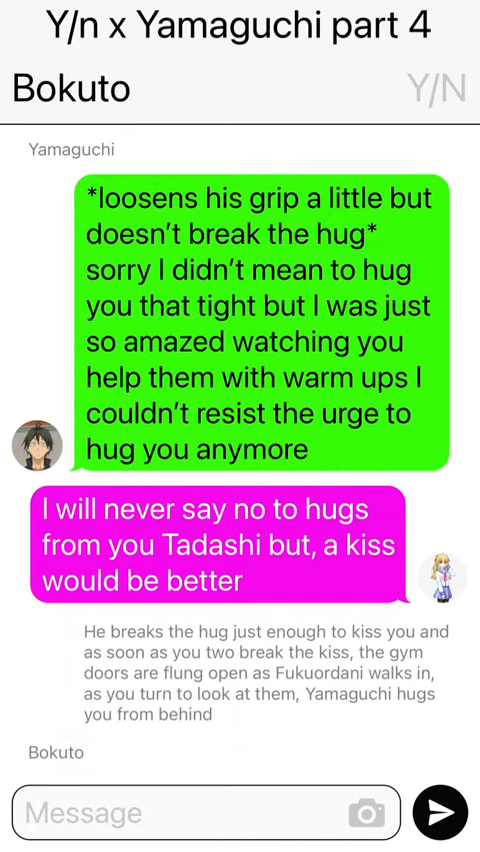 Y/n x Yamaguchi part 4
Bokuto
Y/N
Yamaguchi
*loosens his grip a little but
doesn’t break the hug*
sorry I didn’t mean to hug
you that tight but I was just
so amazed watching you
help them with warm ups I
couldn’t resist the urge to
hug you anymore
I will never say no to hugs
from you Tadashi but, a kiss
would be better
He breaks the hug just enough to kiss you and
as soon as you two break the kiss, the gym
doors are flung open as Fukuordani walks in,
as you turn to look at them, Yamaguchi hugs
you from behind
Bokuto
Message